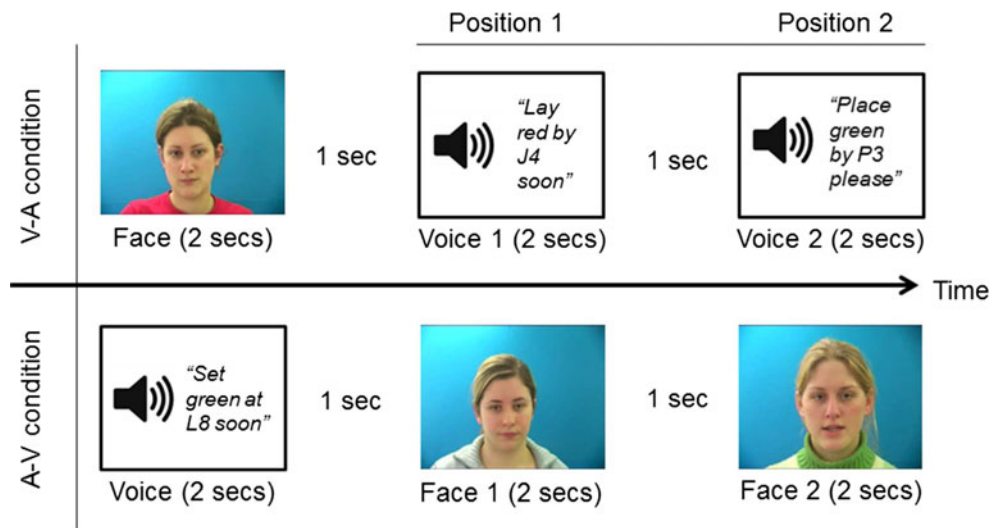 Position 1
Position 2
V-A condition
1 sec
“Lay
red by
J4
soon”
1 sec
“Place
green
by P3
please”
Face (2 secs)
Voice 1 (2 secs)
Voice 2 (2 secs)
Time
A-V condition
“Set
green at
L8 soon”
1 sec
1 sec
Voice (2 secs)
Face 1 (2 secs)
Face 2 (2 secs)